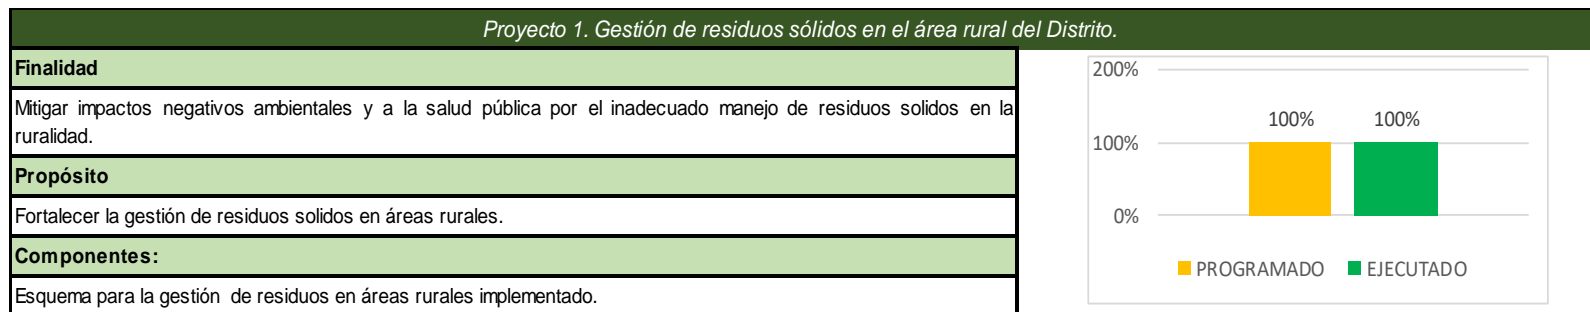 Proyecto 1. Gestión de residuos sólidos en el área rural del Distrito.
Finalidad
Mitigar impactos negativos ambientales y a la salud pública por el inadecuado manejo de residuos solidos en la
ruralidad.
Propósito
Fortalecer la gestión de residuos solidos en áreas rurales.
Componentes:
Esquema para la gestión de residuos en áreas rurales implementado.
200%
100% 100%
100%
0%
PROGRAMADO EJECUTADO